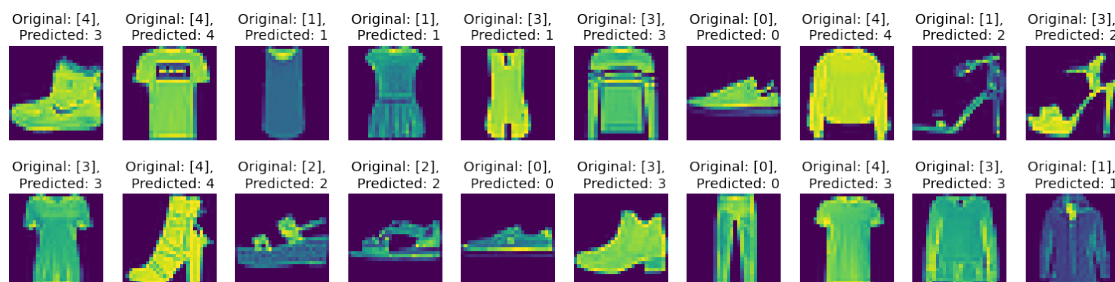 Original: [4],
Predicted: 3
Original: [4],
Predicted: 4
Original: [1],
Predicted: 1
Original: [1],
Predicted: 1
Original: [3],
Predicted: 1
Original: [3],
Predicted: 3
Original: [0],
Predicted: 0
Original: [4],
Predicted: 4
Original: [1],
Predicted: 2
Original: [3],
Predicted: 2
Original: [3],
Predicted: 3
Original: [4],
Predicted: 4
Original: [2],
Predicted: 2
Original: [2],
Predicted: 2
Original: [0],
Predicted: 0
Original: [3],
Predicted: 3
Original: [0],
Predicted: 0
Original: [4],
Predicted: 3
Original: [3],
Predicted: 3
Original: [1],
Predicted: 1